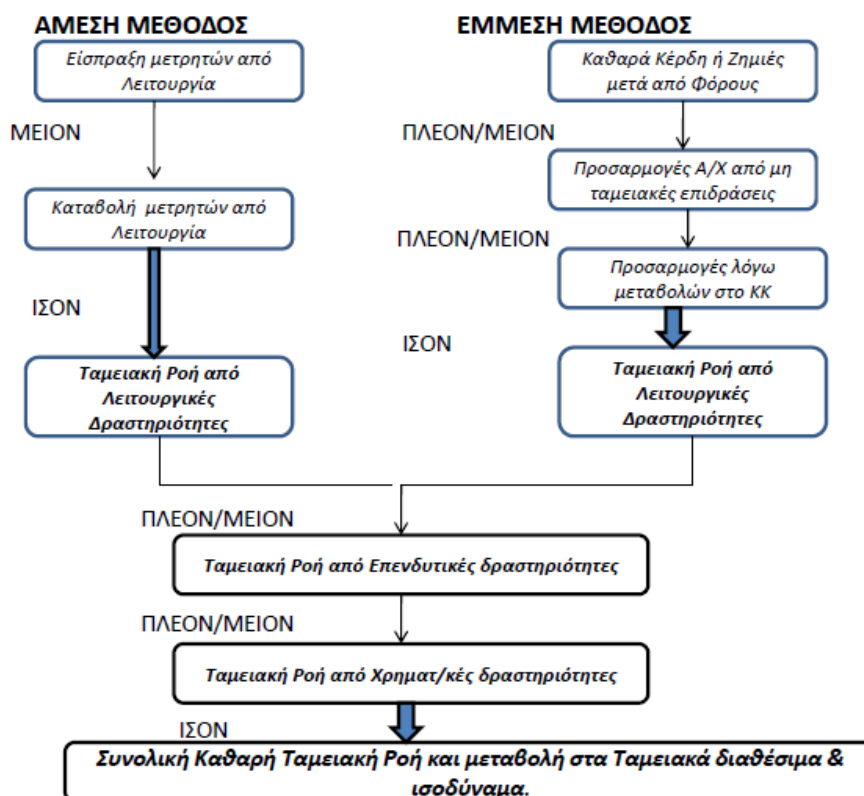 ΑΜΕΣΗ ΜΕΘΟΔΟΣ
ΕΜΜΕΣΗ ΜΕΘΟΔΟΣ
Είσπραξη μετρητών από
Λειτουργία
Καθαρά Κέρδη ή Ζημιές
μετά από Φόρους
ΜΕΙΟΝ
ΠΛΕΟΝ/ΜΕΙΟΝ
Προσαρμογές Α/Χ από μη
ταμειακές επιδράσεις
Καταβολή μετρητών από
Λειτουργία
ΠΛΕΟΝ/ΜΕΙΟΝ
Προσαρμογές λόγω
μεταβολών στο ΚΚ
ΙΣΟΝ
ΙΣΟΝ
Ταμειακή Ροή από
Λειτουργικές
Δραστηριότητες
Ταμειακή Ροή από
Λειτουργικές
Δραστηριότητες
ΠΛΕΟΝ/ΜΕΙΟΝ
Ταμειακή Ροή από Επενδυτικές δραστηριότητες
ΠΛΕΟΝ/ΜΕΙΟΝ
Ταμειακή Ροή από Χρηματ/κές δραστηριότητες
ΙΣΟΝ
Συνολική Καθαρή Ταμειακή Ροή και μεταβολή στα Ταμειακά διαθέσιμα &
ισοδύναμα.